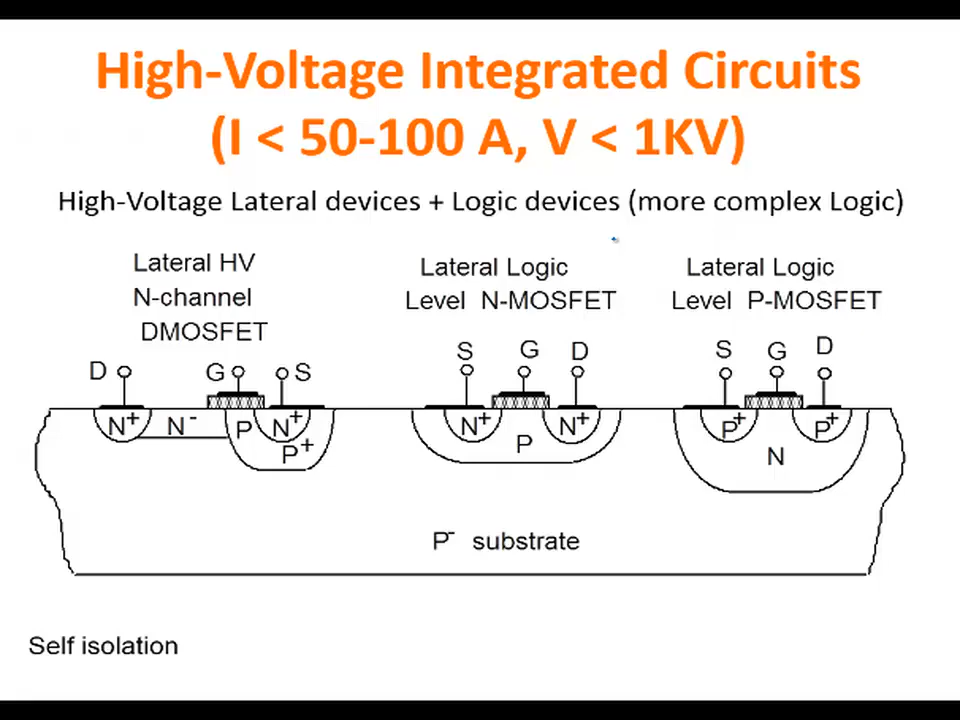 High-Voltage Integrated Circuits
(I < 50-100 A, V < 1KV)
High-Voltage Lateral devices + Logic devices (more complex Logic)
Lateral HV
N-channel
DMOSFET
Lateral Logic
Level N-MOSFET
Lateral Logic
Level P-MOSFET
D G S
S G D
S G D
N+ N- P N+
P+
N+ P N+
P+ N P+
P- substrate
Self isolation